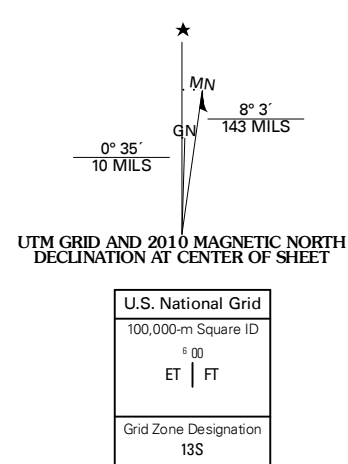 ★
MN
GN
8° 3´
143 MILS
0° 35´
10 MILS
UTM GRID AND 2010 MAGNETIC NORTH
DECLINATION AT CENTER OF SHEET
U.S. National Grid
100,000-m Square ID
6 00
ET | FT
Grid Zone Designation
13S